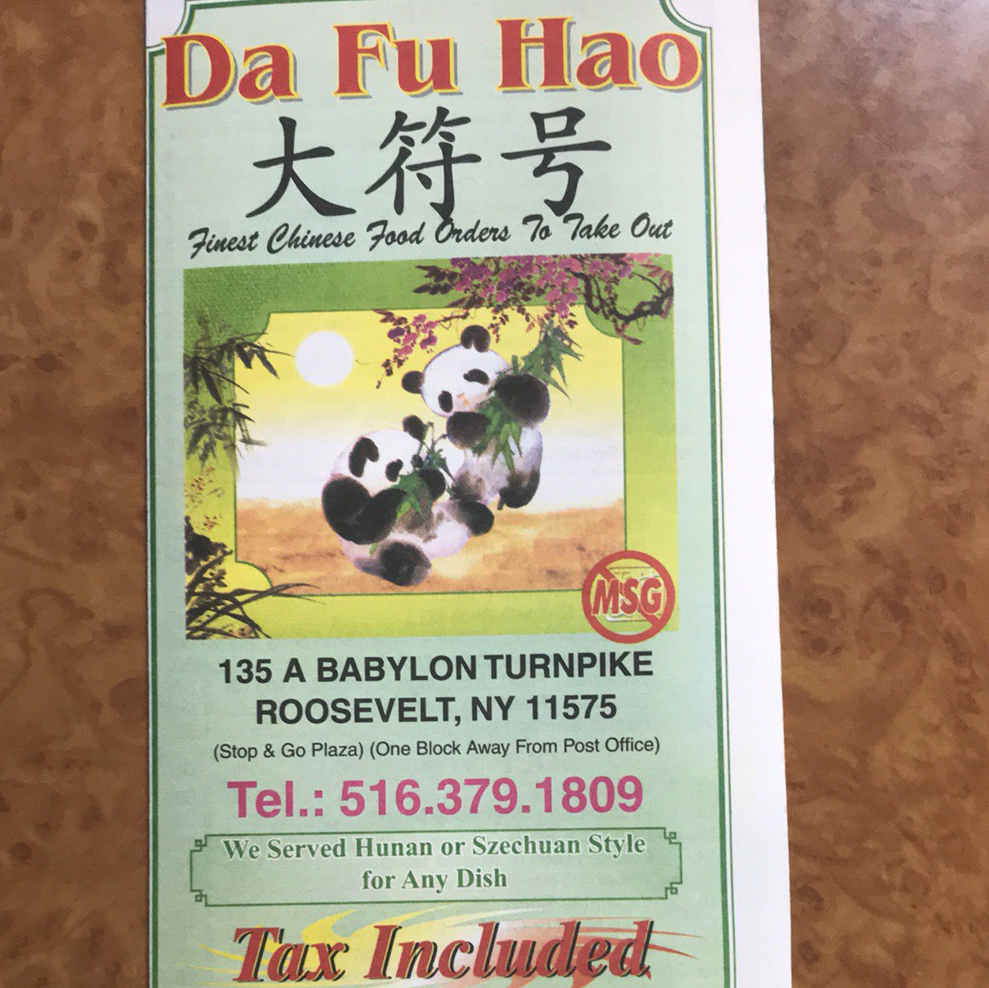 Da Fu Hao
大符号
Finest Chinese Food Orders To Take Out
MSG
135 A BABYLON TURNPIKE
ROOSEVELT, NY 11575
(Stop & Go Plaza) (One Block Away From Post Office)
Tel.: 516.379.1809
We Served Hunan or Szechuan Style
for Any Dish
Tax Included